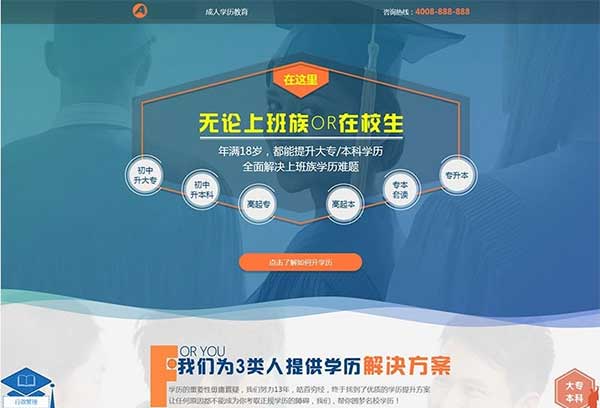 成人学历教育
咨询热线：4008-888-888
在这里
无论上班族OR在校生
年满18岁，都能提升大专/本科学历
全面解决上班族学历难题
初中
升大专
初中
升本科
高起专
高起本
专本
套读
专升本
点击了解如何升学历
FOR YOU
我们为3类人提供学历解决方案
学历的重要性毋庸置疑，我们努力13年，皓首穷经，终于找到了优质的学历提升方案
让任何原因都不能成为你考取正规学历的障碍，我们，帮你圆梦名校学历！
行政管理
大专
本科